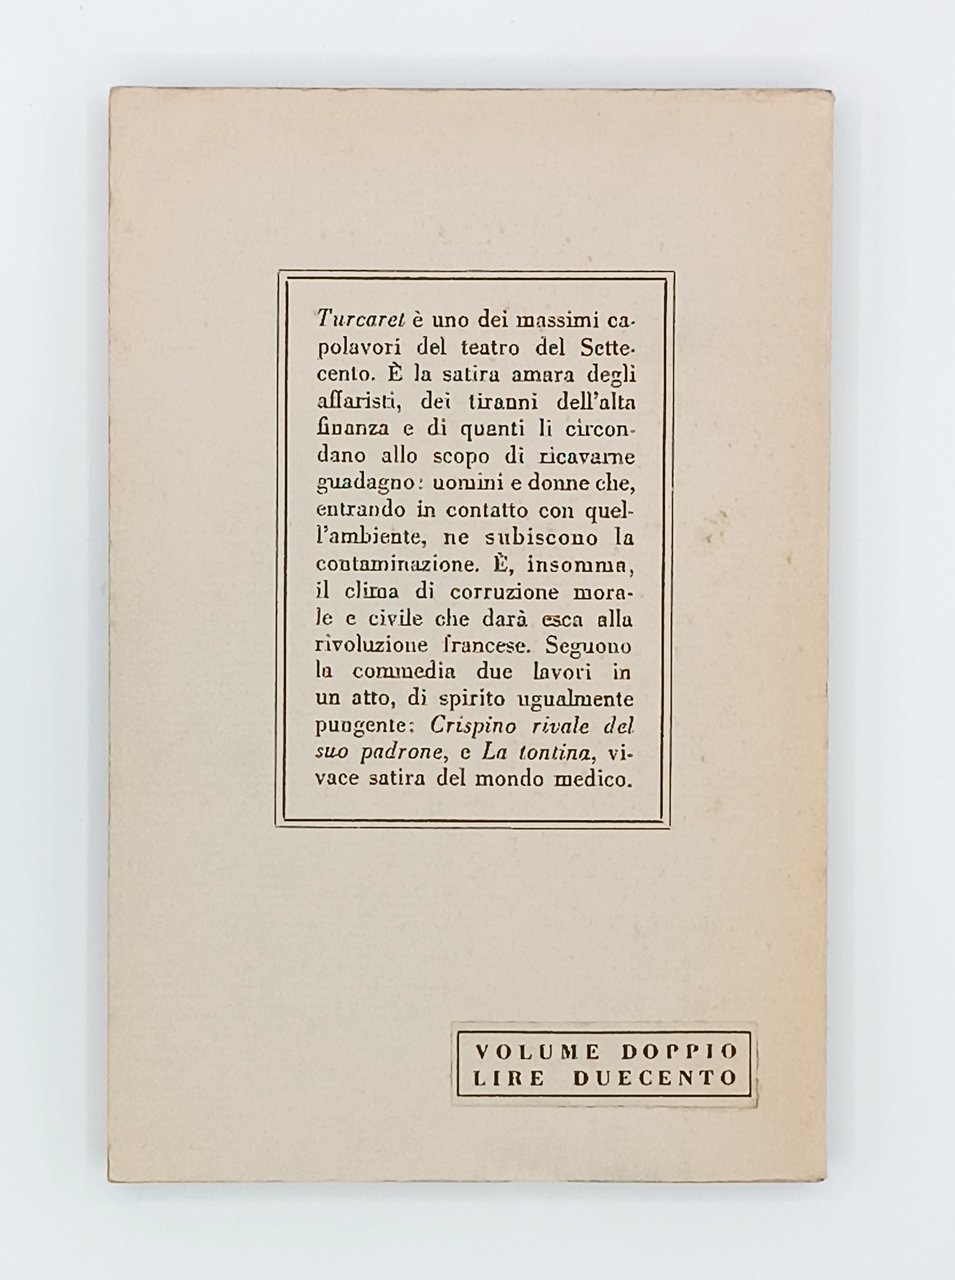 Turcaret è uno dei massimi ca-
polavori del teatro del Sette-
cento. È la satira amara degli
affaristi, dei tiranni dell'alta
finanza e di quanti li circon-
dano allo scopo di ricavarne
guadagno: uomini e donne che,
entrando in contatto con quel-
l'ambiente, ne subiscono la
contaminazione. È, insomma,
il clima di corruzione mora-
le e civile che darà esca alla
rivoluzione francese. Seguono
la commedia due lavori in
un atto, di spirito ugualmente
pungente: Crispino rivale del
suo padrone, e La tontina, vi-
vace satira del mondo medico.
VOLUME DOPPIO
LIRE DUECENTO